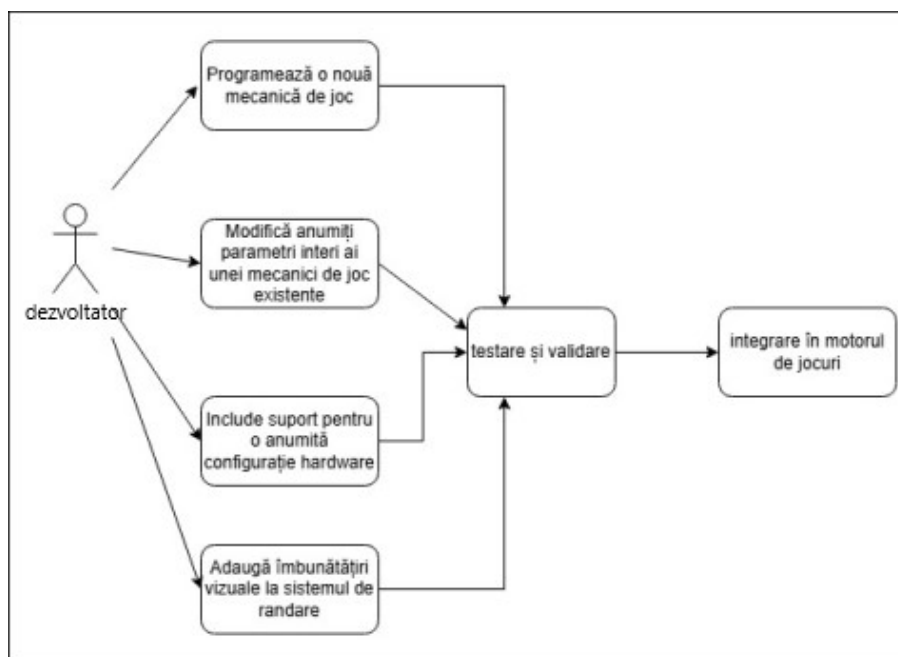 Programează o nouă
mecanică de joc
Modifică anumiți
parametri interi ai
unei mecanici de joc
existente
dezvoltator
testare și validare
integrare în motorul
de jocuri
Include suport pentru
o anumită
configurație hardware
Adaugă îmbunătățiri
vizuale la sistemul de
randare